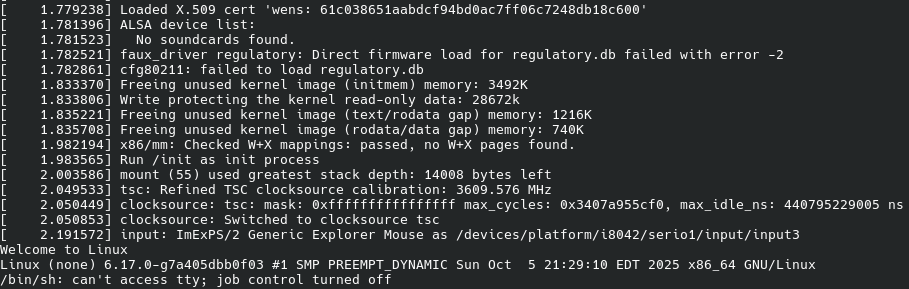 [    1.779238] Loaded X.509 cert 'wens: 61c038651aabdcf94bd0ac7ff06c7248db18c600'
[    1.781396] ALSA device list:
[    1.781523]   No soundcards found.
[    1.782521] faux_driver regulatory: Direct firmware load for regulatory.db failed with error -2
[    1.782861] cfg80211: failed to load regulatory.db
[    1.833370] Freeing unused kernel image (initmem) memory: 3492K
[    1.833806] Write protecting the kernel read-only data: 28672k
[    1.835221] Freeing unused kernel image (text/rodata gap) memory: 1216K
[    1.835708] Freeing unused kernel image (rodata/data gap) memory: 740K
[    1.982194] x86/mm: Checked W+X mappings: passed, no W+X pages found.
[    1.983565] Run /init as init process
[    2.003586] mount (55) used greatest stack depth: 14008 bytes left
[    2.049533] tsc: Refined TSC clocksource calibration: 3609.576 MHz
[    2.050449] clocksource: tsc: mask: 0xffffffffffffffff max_cycles: 0x3407a955cf0, max_idle_ns: 440795229005 ns
[    2.050853] clocksource: Switched to clocksource tsc
[    2.191572] input: ImExPS/2 Generic Explorer Mouse as /devices/platform/i8042/serio1/input/input3
Welcome to Linux
Linux (none) 6.17.0-g7a405dbb0f03 #1 SMP PREEMPT_DYNAMIC Sun Oct  5 21:29:10 EDT 2025 x86_64 GNU/Linux
/bin/sh: can't access tty; job control turned off